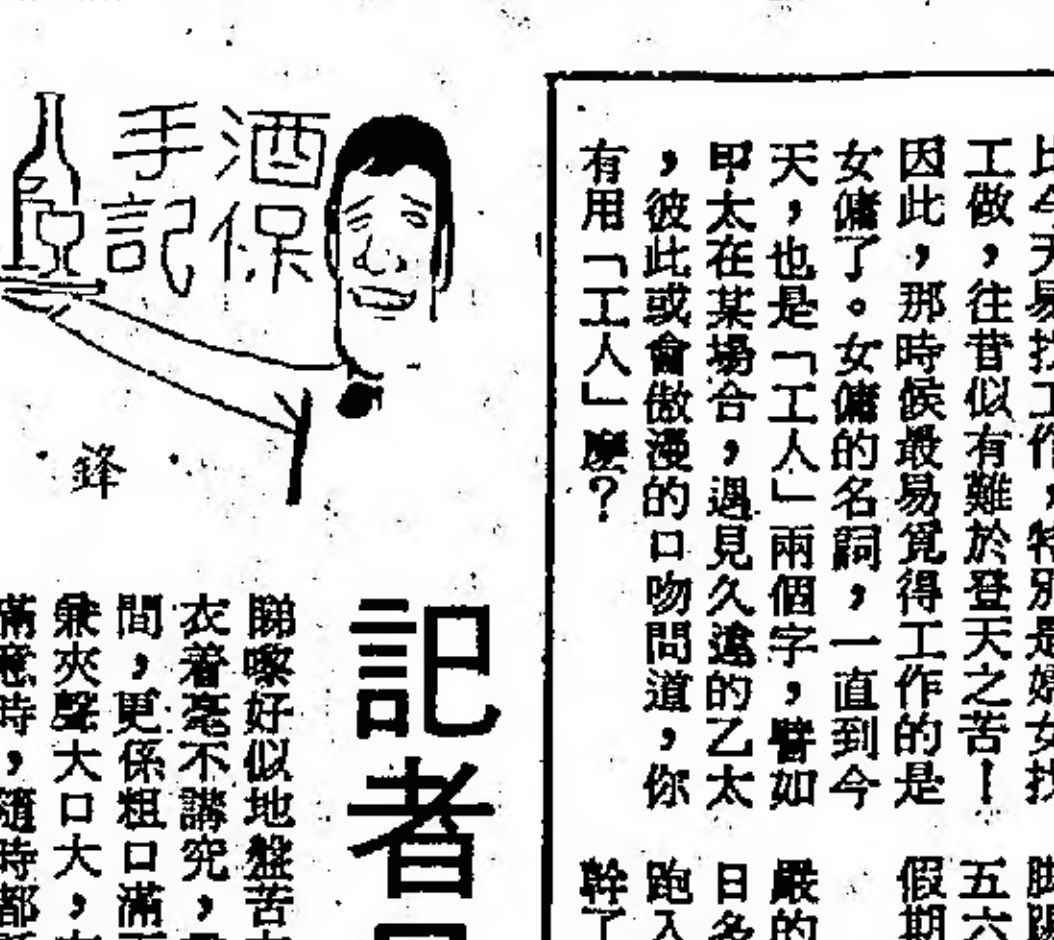 比今天易找工作，特別是婦女找
工做，往昔似有難於登天之苦！
因此，那時候最易覓得工作的是
女傭了。女傭的名詞，一直到今
天，也是「工人」兩個字，譬如
甲太在某場合，遇見久違的乙太
，彼此或會傲漫的口吻問道，你
有用「工人」麼？
五六
假期
嚴的
日多
跑入
幹了
酒保
手記
·鋒·
記者
睇嚟好似地盤苦
衣着毫不講究，
間，更係粗口滿
兼夾聲大口大，
滿意時，隨時都